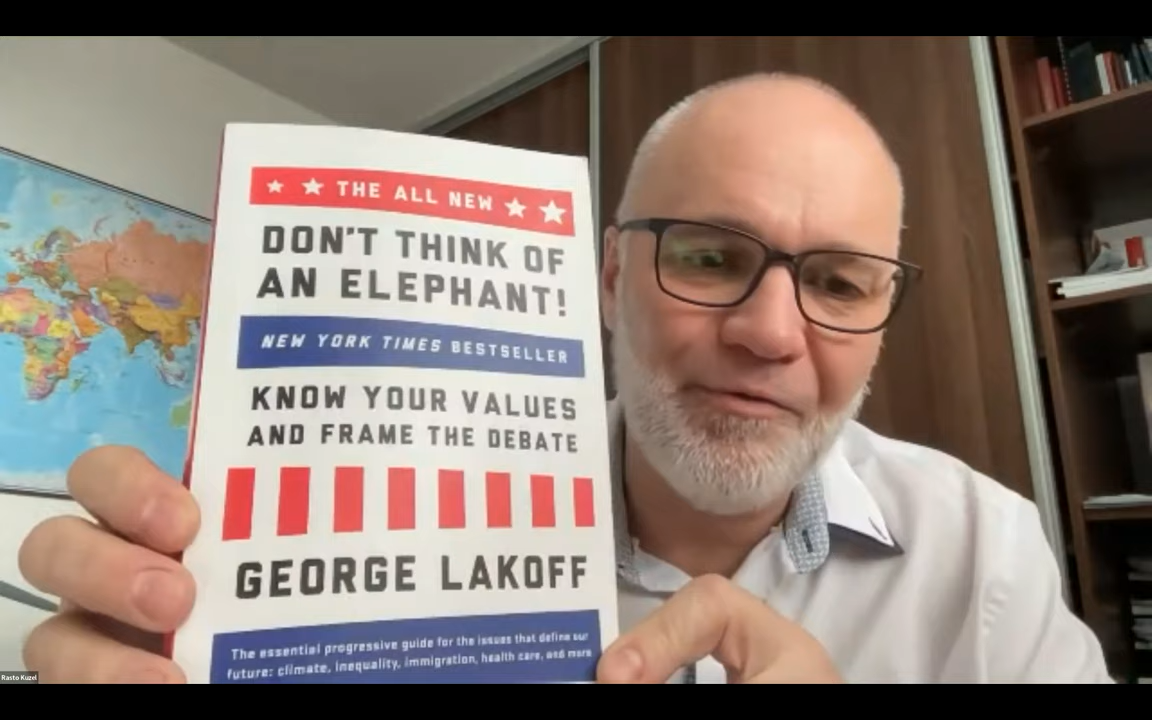 THE ALL NEW
DON'T THINK OF
AN ELEPHANT!
NEW YORK TIMES BESTSELLER
KNOW YOUR VALUES
AND FRAME THE DEBATE
GEORGE LAKOFF
The essential progressive guide for the issues that define our
future: climate, inequality, immigration, health care, and more
Rasto Kuzel